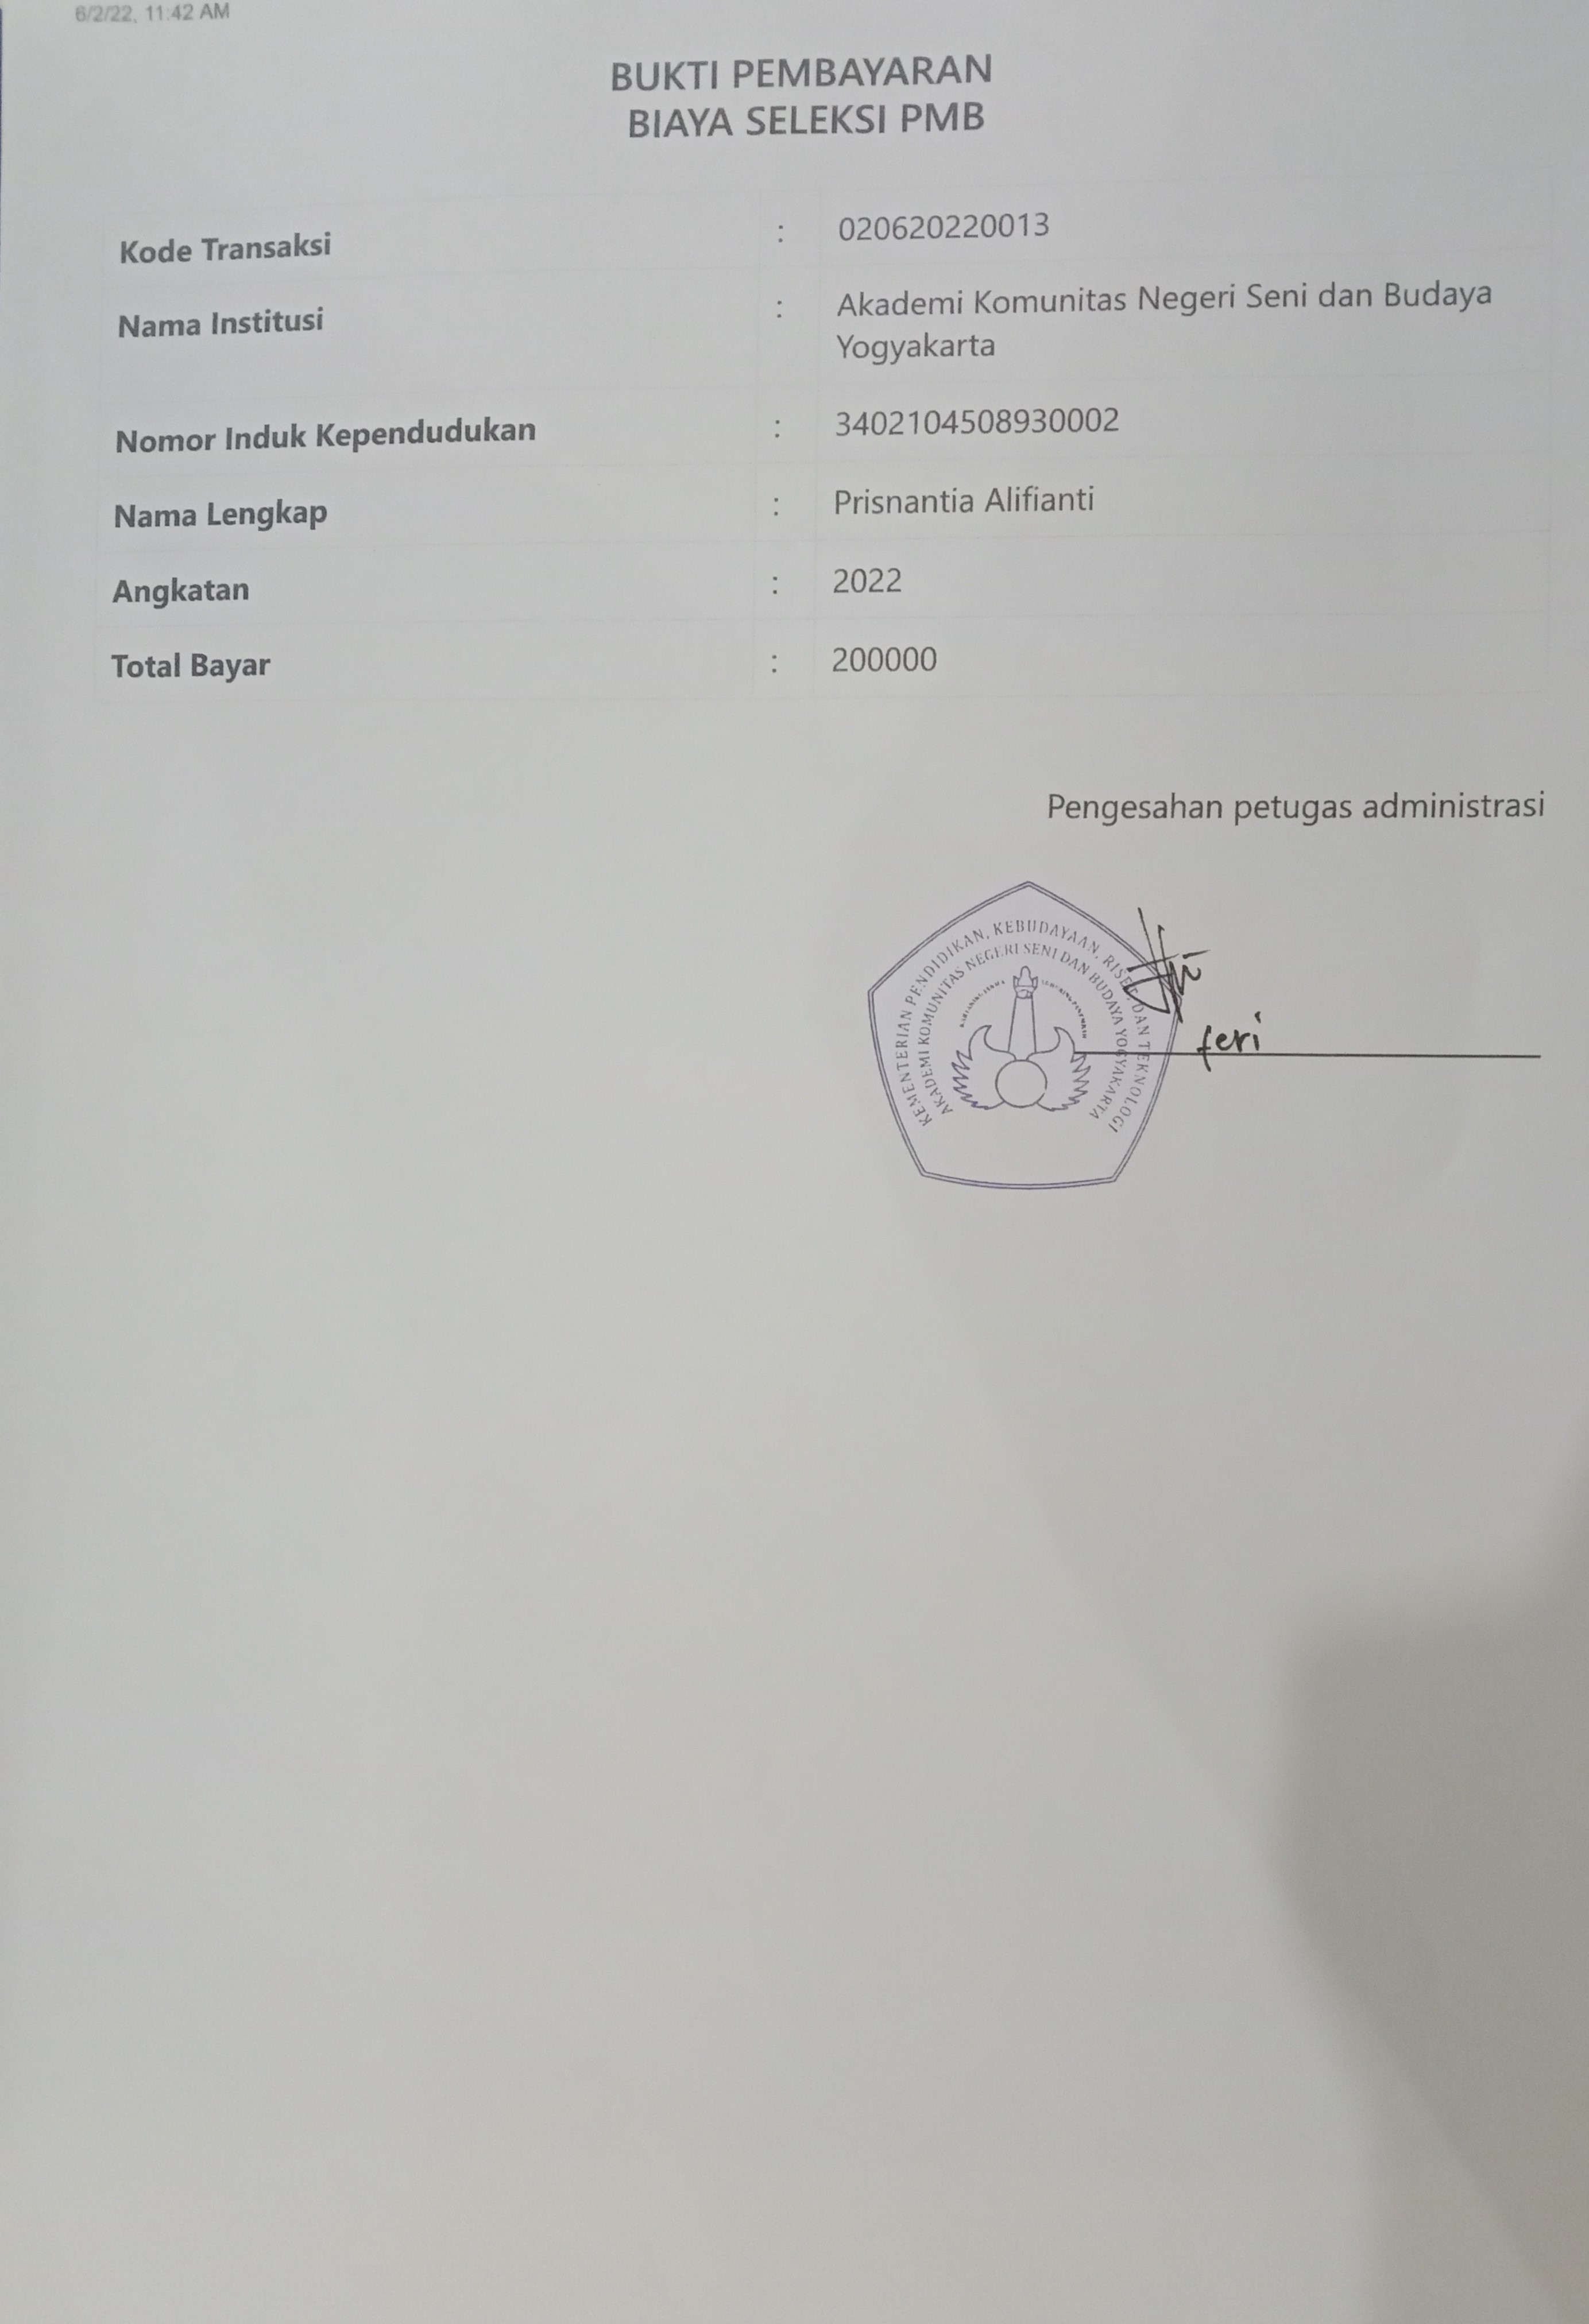 6/2/22, 11:42 AM
BUKTI PEMBAYARAN
BIAYA SELEKSI PMB
Kode Transaksi : 020620220013
Nama Institusi : Akademi Komunitas Negeri Seni dan Budaya
Yogyakarta
Nomor Induk Kependudukan : 3402104508930002
Nama Lengkap : Prisnantia Alifianti
Angkatan : 2022
Total Bayar : 200000
Pengesahan petugas administrasi
KEMENTERIAN PENDIDIKAN, KEBUDAYAAN, RISET, DAN TEKNOLOGI
AKADEMI KOMUNITAS NEGERI SENI DAN BUDAYA YOGYAKARTA
feri